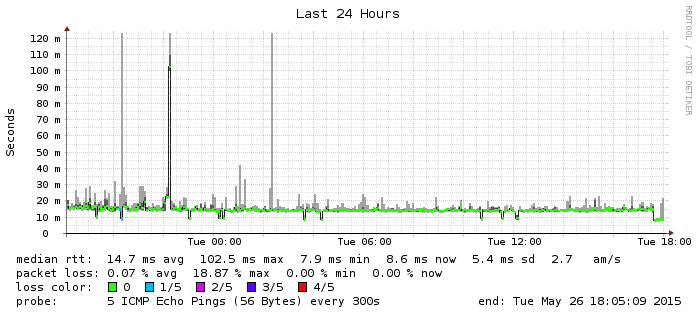 Last 24 Hours
RRDTOOL / TOBI OETIKER
Seconds
120 m
110 m
100 m
90 m
80 m
70 m
60 m
50 m
40 m
30 m
20 m
10 m
0
Tue 00:00 Tue 06:00 Tue 12:00 Tue 18:00
median rtt: 14.7 ms avg 102.5 ms max 7.9 ms min 8.6 ms now 5.4 ms sd 2.7 am/s
packet loss: 0.07 % avg 18.87 % max 0.00 % min 0.00 % now
loss color: 0 1/5 2/5 3/5 4/5
probe: 5 ICMP Echo Pings (56 Bytes) every 300s end: Tue May 26 18:05:09 2015